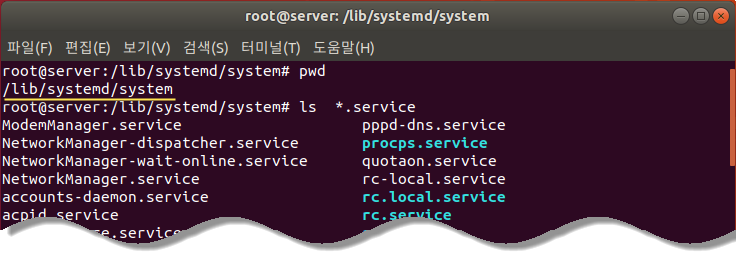 root@server: /lib/systemd/system
파일(F) 편집(E) 보기(V) 검색(S) 터미널(T) 도움말(H)
root@server:/lib/systemd/system# pwd
/lib/systemd/system
root@server:/lib/systemd/system# ls  *.service
ModemManager.service pppd-dns.service
NetworkManager-dispatcher.service procps.service
NetworkManager-wait-online.service quotaon.service
NetworkManager.service rc-local.service
accounts-daemon.service rc.local.service
acpid.service rc.service
.service